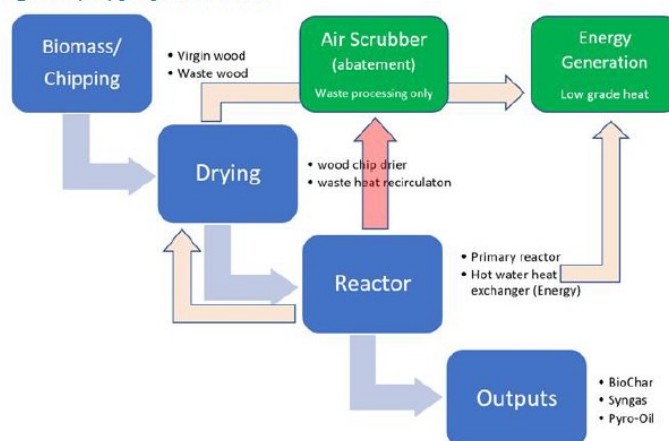 Biomass/
Chipping
• Virgin wood
• Waste wood
Air Scrubber
(abatement)
Waste processing only
Energy
Generation
Low grade heat
Drying
• wood chip drier
• waste heat recirculaton
Reactor
• Primary reactor
• Hot water heat
exchanger (Energy)
Outputs
• BioChar
• Syngas
• Pyro-Oil